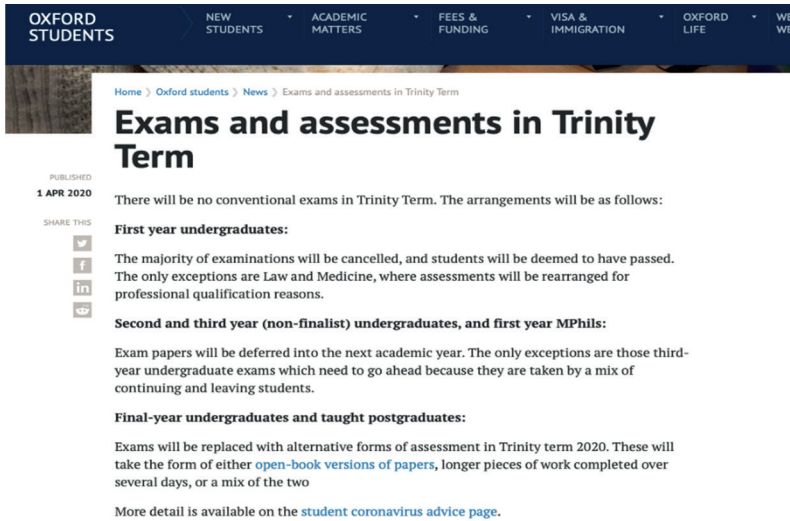 OXFORD
STUDENTS
NEW
STUDENTS
ACADEMIC
MATTERS
FEES &
FUNDING
VISA &
IMMIGRATION
OXFORD
LIFE
Home > Oxford students > News > Exams and assessments in Trinity Term
Exams and assessments in Trinity
Term
PUBLISHED
1 APR 2020
SHARE THIS
There will be no conventional exams in Trinity Term. The arrangements will be as follows:
First year undergraduates:
The majority of examinations will be cancelled, and students will be deemed to have passed.
The only exceptions are Law and Medicine, where assessments will be rearranged for
professional qualification reasons.
Second and third year (non-finalist) undergraduates, and first year MPhils:
Exam papers will be deferred into the next academic year. The only exceptions are those third-
year undergraduate exams which need to go ahead because they are taken by a mix of
continuing and leaving students.
Final-year undergraduates and taught postgraduates:
Exams will be replaced with alternative forms of assessment in Trinity term 2020. These will
take the form of either open-book versions of papers, longer pieces of work completed over
several days, or a mix of the two
More detail is available on the student coronavirus advice page.